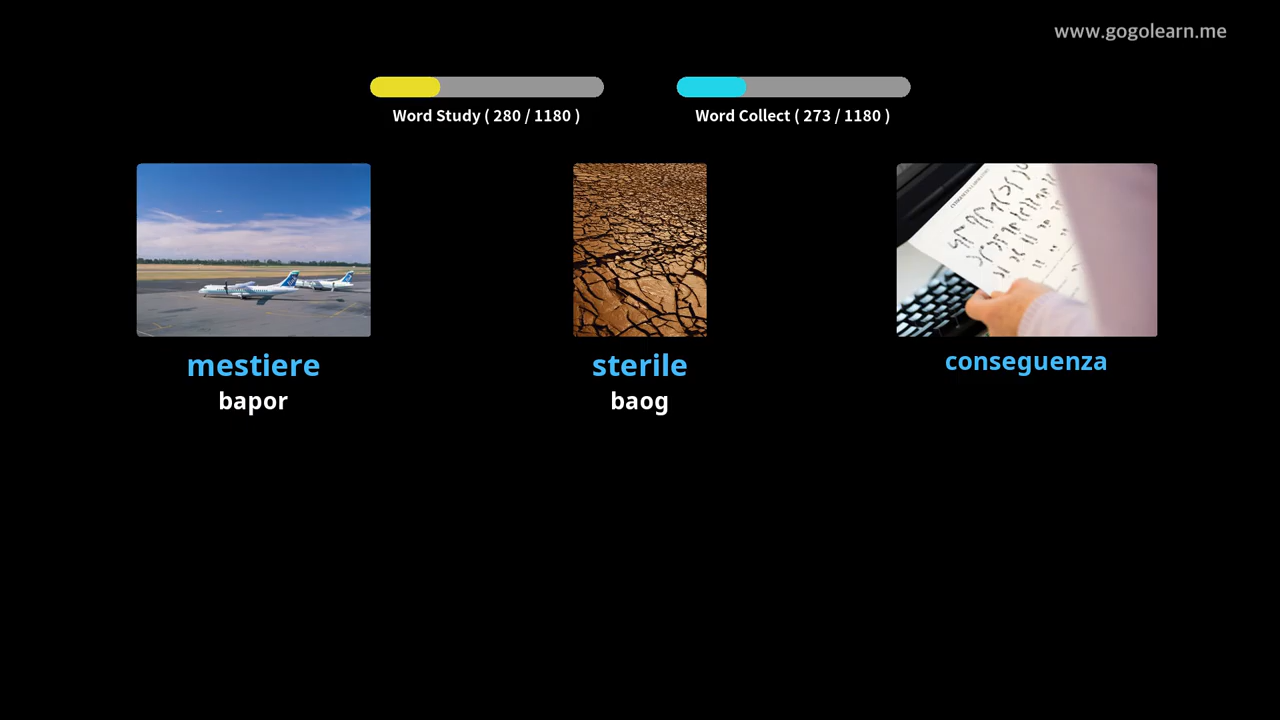 www.gogolearn.me
Word Study ( 280 / 1180 )
Word Collect ( 273 / 1180 )
mestiere
bapor
sterile
baog
conseguenza